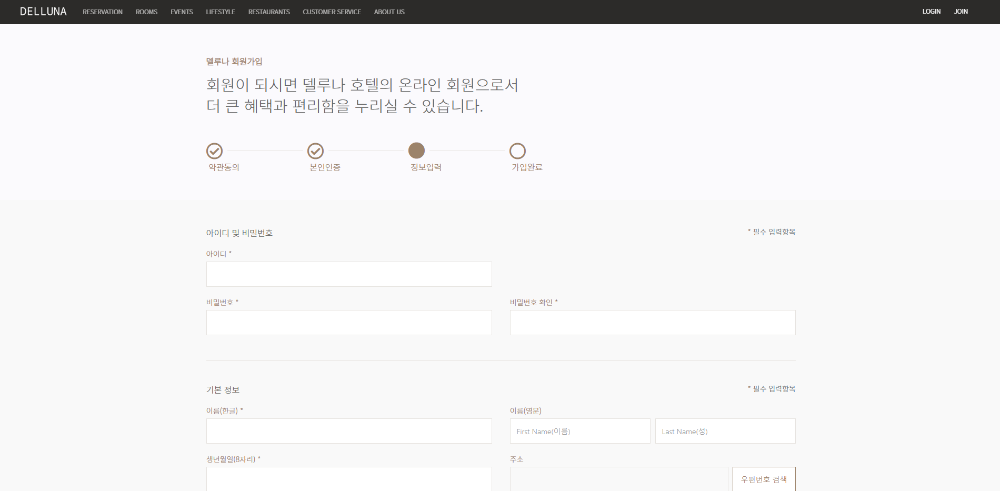 DELLUNA RESERVATION ROOMS EVENTS LIFESTYLE RESTAURANTS CUSTOMER SERVICE ABOUT US LOGIN JOIN
델루나 회원가입
회원이 되시면 델루나 호텔의 온라인 회원으로서
더 큰 혜택과 편리함을 누리실 수 있습니다.
약관동의 본인인증 정보입력 가입완료
아이디 및 비밀번호 * 필수 입력항목
아이디 *
비밀번호 * 비밀번호 확인 *
기본 정보 * 필수 입력항목
이름(한글) * 이름(영문)
First Name(이름) Last Name(성)
생년월일(8자리) * 주소
우편번호 검색